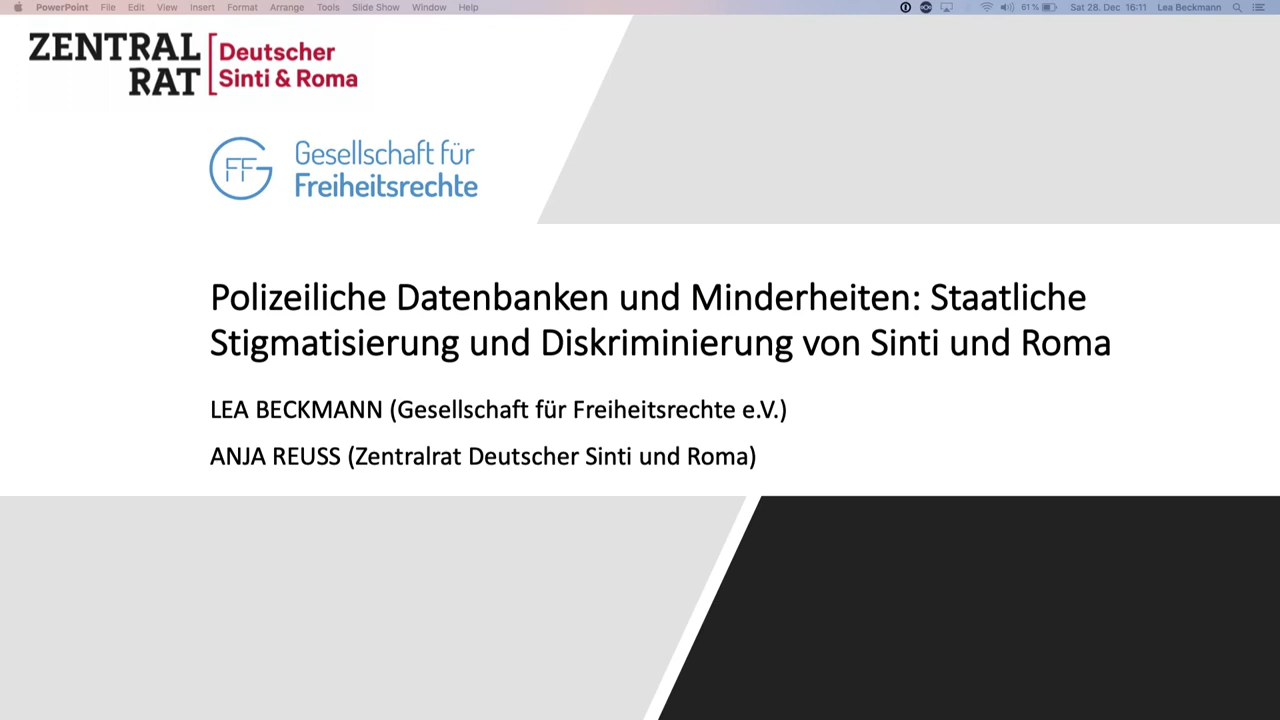 PowerPoint File Edit View Insert Format Arrange Tools Slide Show Window Help 61 % Sat 28. Dec 16:11 Lea Beckmann
ZENTRAL
RAT
Deutscher
Sinti & Roma
GFF
Gesellschaft für
Freiheitsrechte
Polizeiliche Datenbanken und Minderheiten: Staatliche
Stigmatisierung und Diskriminierung von Sinti und Roma
LEA BECKMANN (Gesellschaft für Freiheitsrechte e.V.)
ANJA REUSS (Zentralrat Deutscher Sinti und Roma)